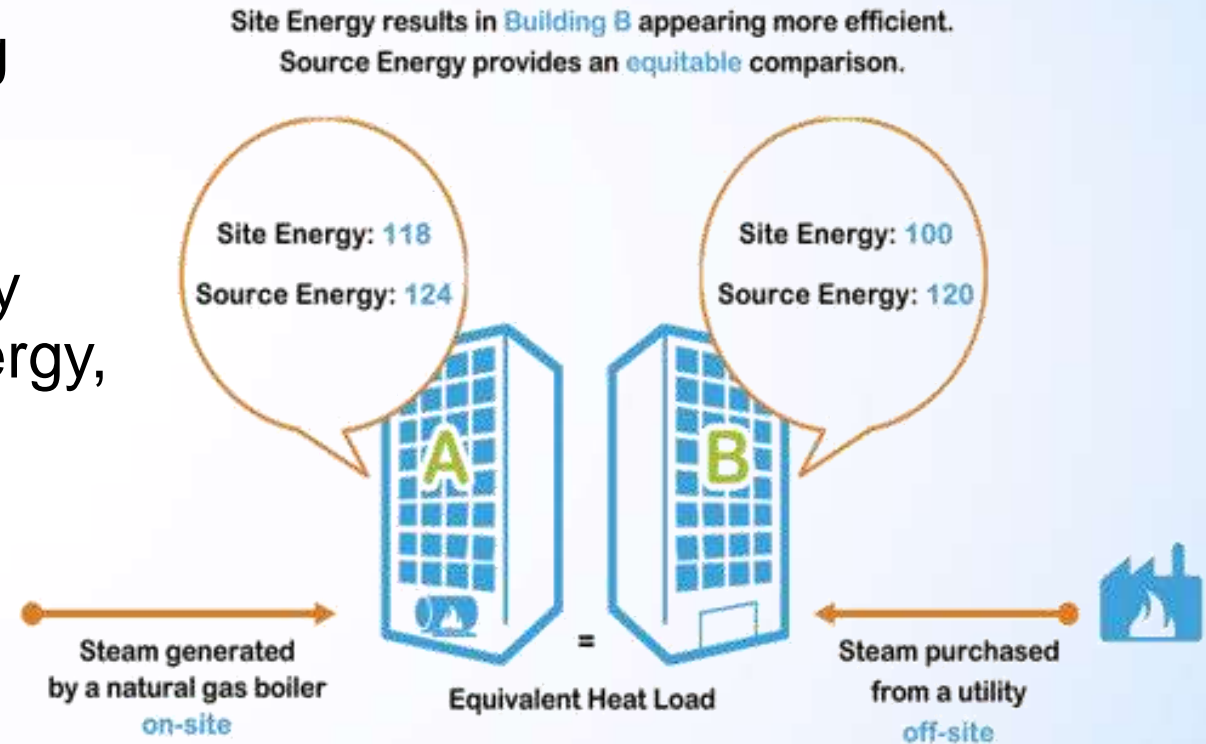 Site Energy results in Building B appearing more efficient.
Source Energy provides an equitable comparison.
Site Energy: 118
Source Energy: 124
Site Energy: 100
Source Energy: 120
A
B
=
Equivalent Heat Load
Steam generated
by a natural gas boiler
on-site
Steam purchased
from a utility
off-site